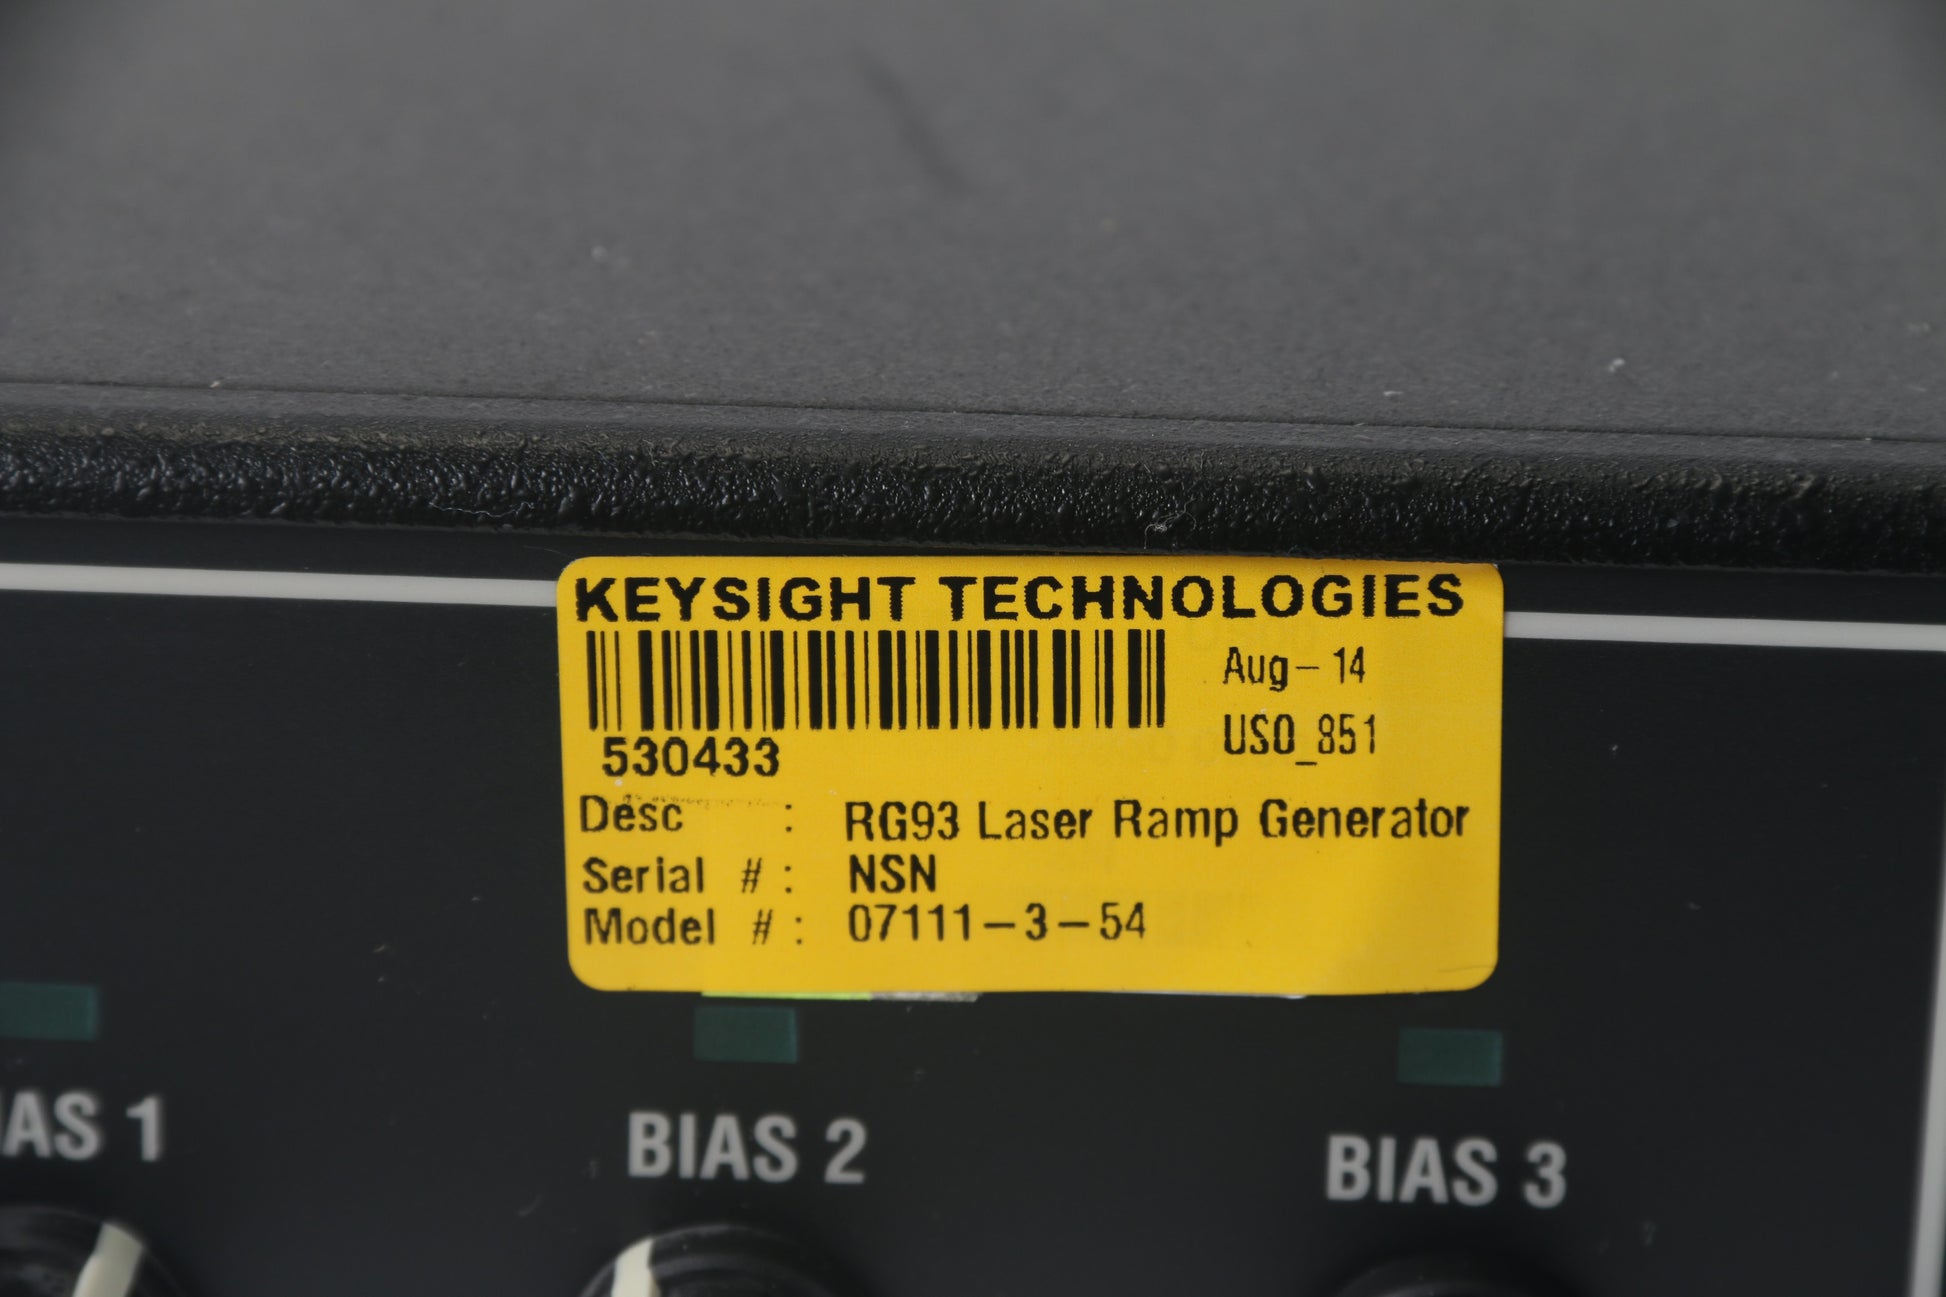 KEYSIGHT TECHNOLOGIES
Aug-14
530433
USO_851
Desc : RG93 Laser Ramp Generator
Serial #: NSN
Model #: 07111-3-54
IAS 1
BIAS 2
BIAS 3